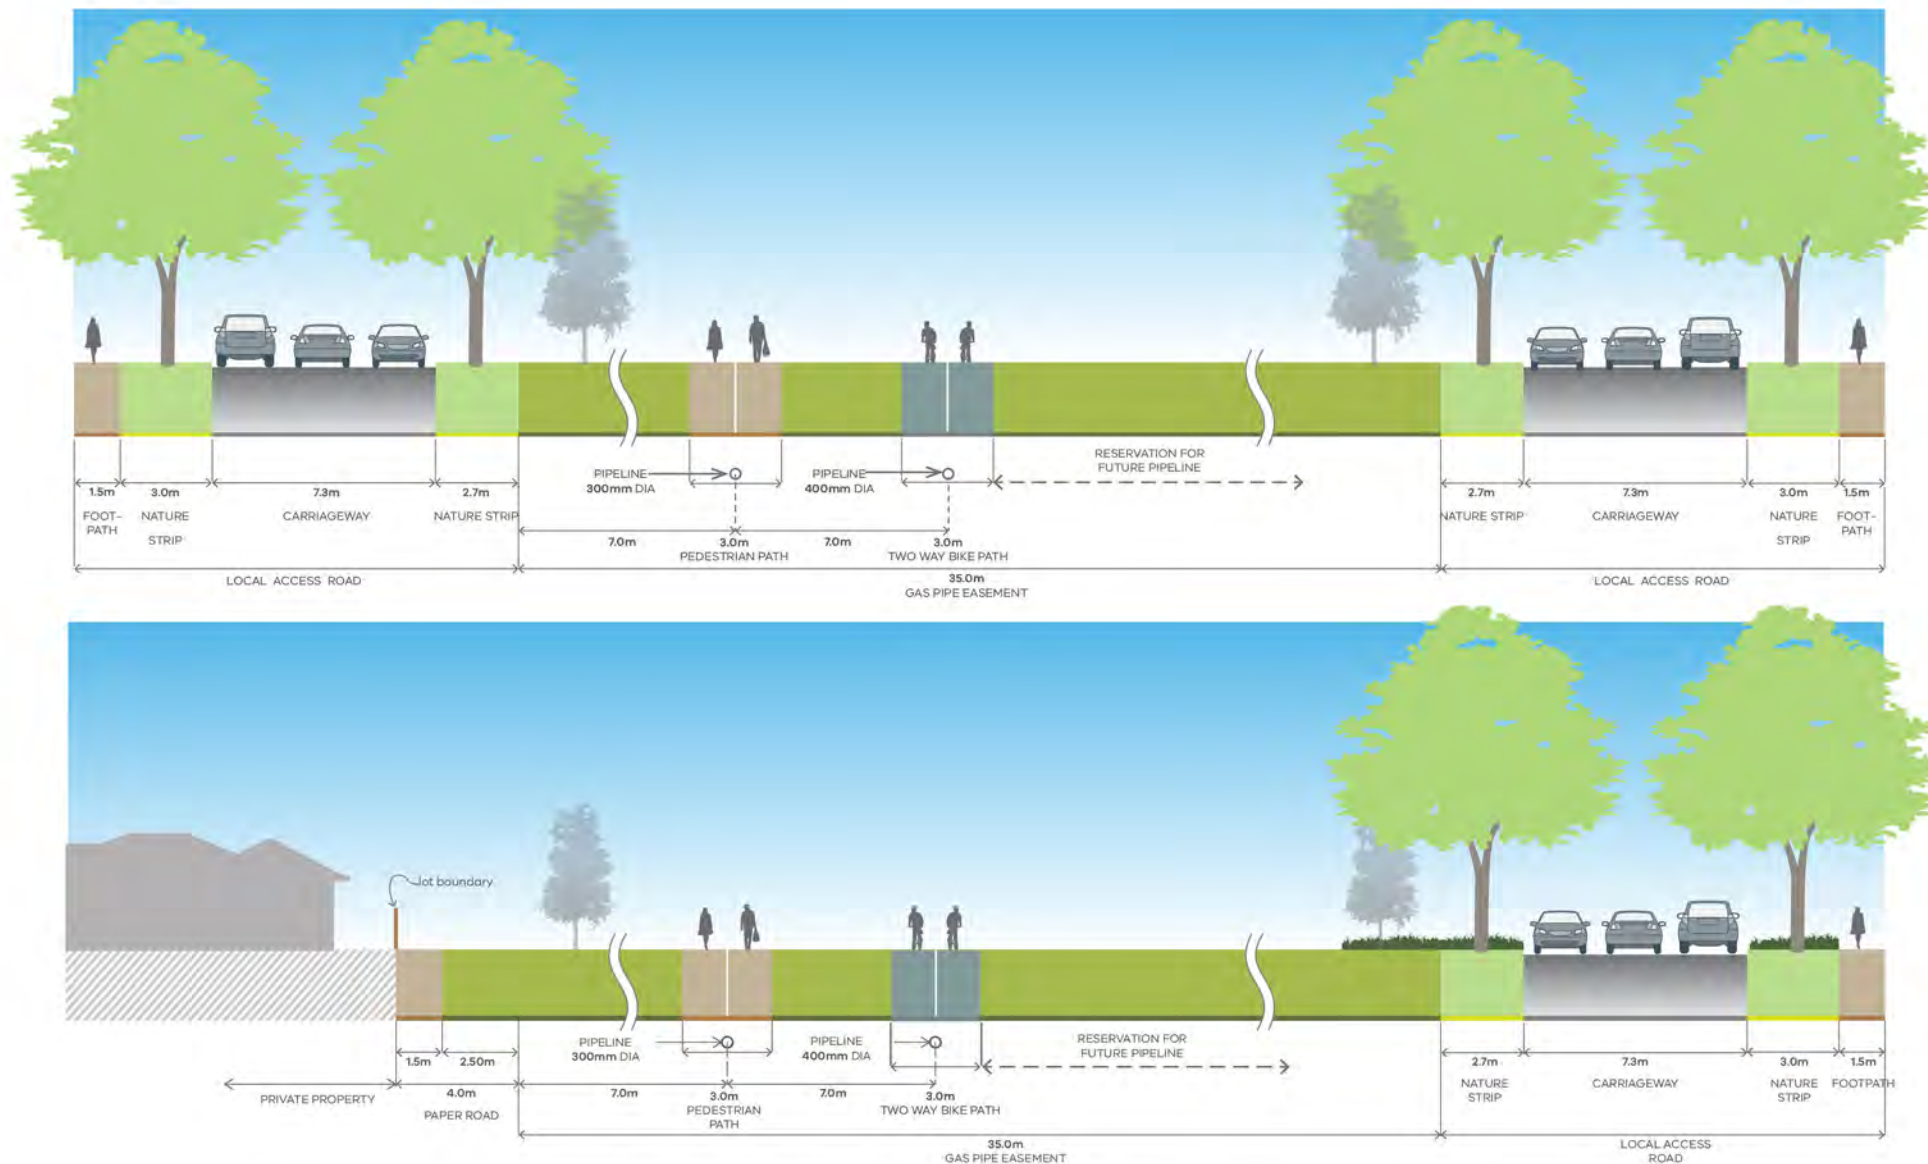 RESERVATION FOR
FUTURE PIPELINE
PIPELINE
300mm DIA
PIPELINE
400mm DIA
1.5m
3.0m
7.3m
2.7m
2.7m
7.3m
3.0m
1.5m
FOOT-
PATH
NATURE
STRIP
CARRIAGEWAY
NATURE STRIP
NATURE STRIP
CARRIAGEWAY
NATURE
STRIP
FOOT-
PATH
7.0m
3.0m
PEDESTRIAN PATH
7.0m
3.0m
TWO WAY BIKE PATH
LOCAL ACCESS ROAD
35.0m
GAS PIPE EASEMENT
LOCAL ACCESS ROAD
lot boundary
PIPELINE
300mm DIA
PIPELINE
400mm DIA
RESERVATION FOR
FUTURE PIPELINE
1.5m
2.50m
2.7m
7.3m
3.0m
1.5m
NATURE
STRIP
CARRIAGEWAY
NATURE
STRIP
FOOTPATH
PRIVATE PROPERTY
4.0m
PAPER ROAD
7.0m
3.0m
PEDESTRIAN
PATH
7.0m
3.0m
TWO WAY BIKE PATH
35.0m
GAS PIPE EASEMENT
LOCAL ACCESS
ROAD